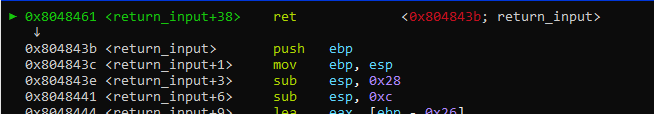 ► 0x8048461 <return_input+38> ret <0x804843b; return_input>
↓
0x804843b <return_input> push ebp
0x804843c <return_input+1> mov ebp, esp
0x804843e <return_input+3> sub esp, 0x28
0x8048441 <return_input+6> sub esp, 0xc
0x8048444 <return_input+9> lea eax, [ebp - 0x26]